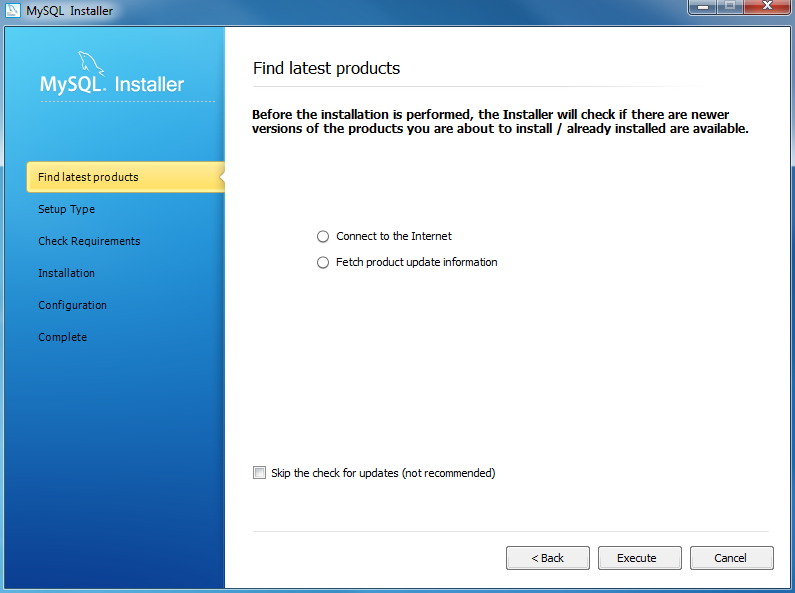 MySQL Installer
MySQL. Installer
Find latest products
Setup Type
Check Requirements
Installation
Configuration
Complete
Find latest products
Before the installation is performed, the Installer will check if there are newer
versions of the products you are about to install / already installed are available.
Connect to the Internet
Fetch product update information
Skip the check for updates (not recommended)
< Back
Execute
Cancel